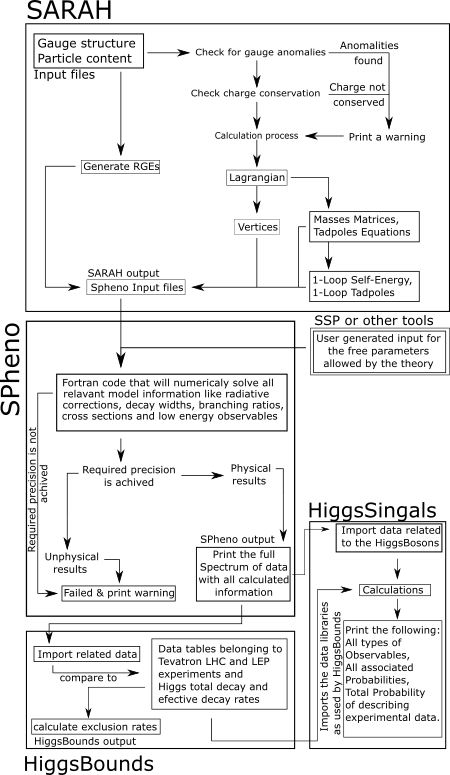 SARAH
Gauge structure
Particle content
Input files
Check for gauge anomalies
Anomalities
found
Check charge conservation
Charge not
conserved
Calculation process
Print a warning
Generate RGEs
Lagrangian
Vertices
Masses Matrices,
Tadpoles Equations
SARAH output
Spheno Input files
1-Loop Self-Energy,
1-Loop Tadpoles
SSP or other tools
User generated input for
the free parameters
allowed by the theory
SPheno
Fortran code that will numericaly solve all
relavant model information like radiative
corrections, decay widths, branching ratios,
cross sections and low energy observables
Required precision is not
achived
Required precision
is achived
Physical
results
Unphysical
results
Failed & print warning
SPheno output
Print the full
Spectrum of data
with all calculated
information
HiggsSingals
Import data related
to the HiggsBosons
Calculations
Imports the data libraries
as used by HiggsBounds
Print the following:
All types of
Observables,
All associated
Probabilities,
Total Probability
of describing
experimental data.
Import related data
compare to
Data tables belonging to
Tevatron LHC and LEP
experiments and
Higgs total decay and
efective decay rates
calculate exclusion rates
HiggsBounds output
HiggsBounds